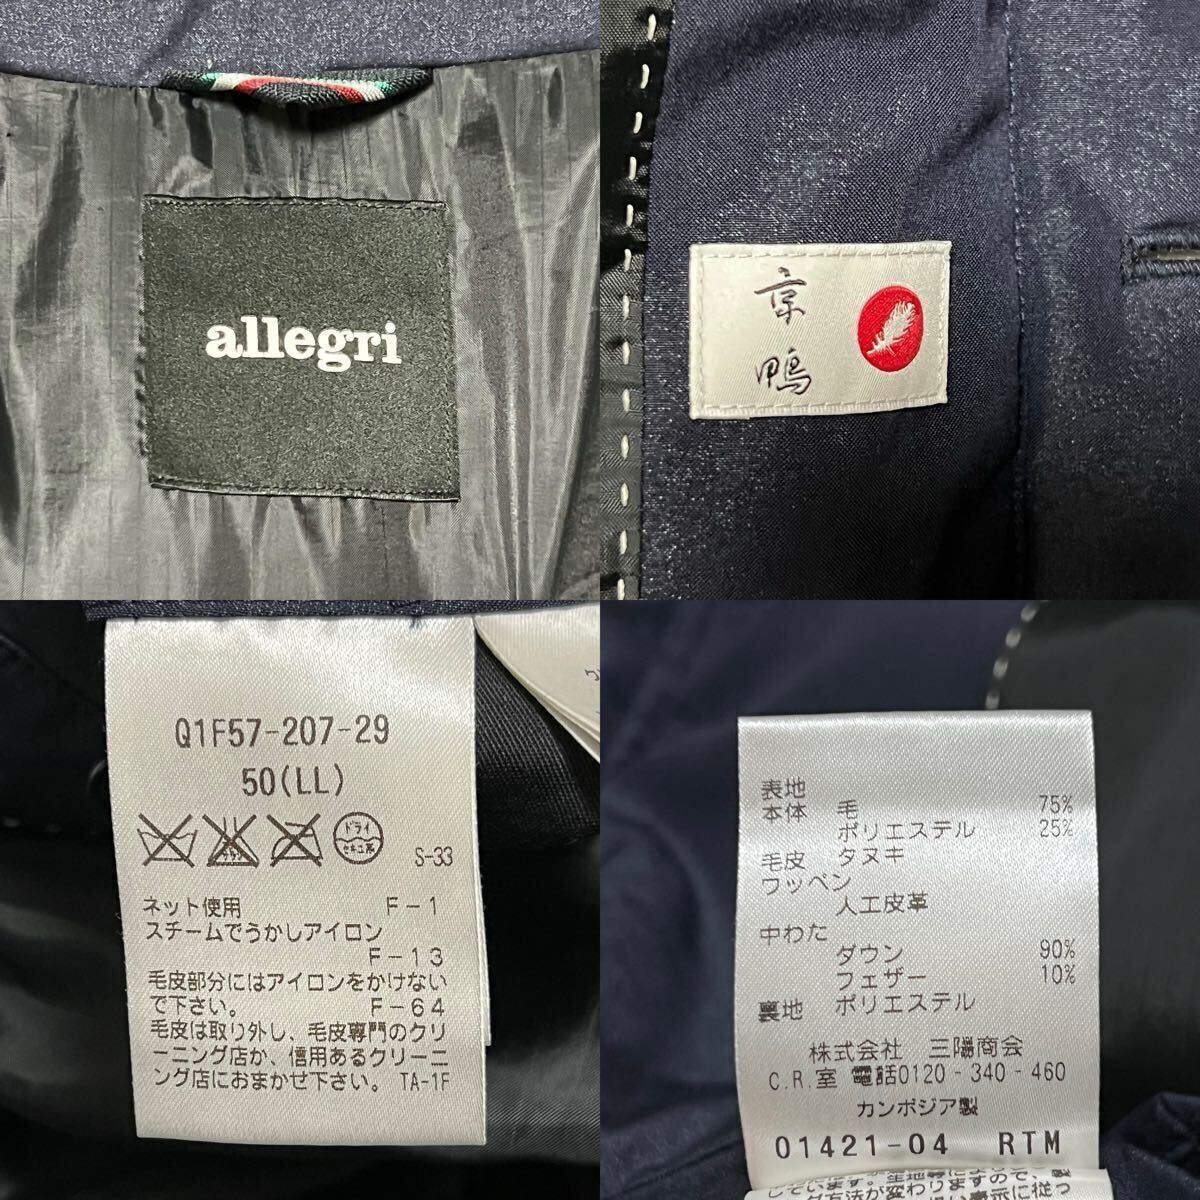 allegri
京
鴨
Q1F57-207-29
50(LL)
ドライ
セキユ系
S-33
ネット使用 F-1
スチームでうかしアイロン
F-13
毛皮部分にはアイロンをかけない
で下さい。 F-64
毛皮は取り外し、毛皮専門のクリ
ーニング店か、信用あるクリーニ
ング店におまかせ下さい。 TA-1F
表地
本体 毛 75%
ポリエステル 25%
毛皮 タヌキ
ワッペン
人工皮革
中わた
ダウン 90%
フェザー 10%
裏地 ポリエステル
株式会社 三陽商会
C.R.室 電話0120-340-460
カンボジア製
01421-04 RTM